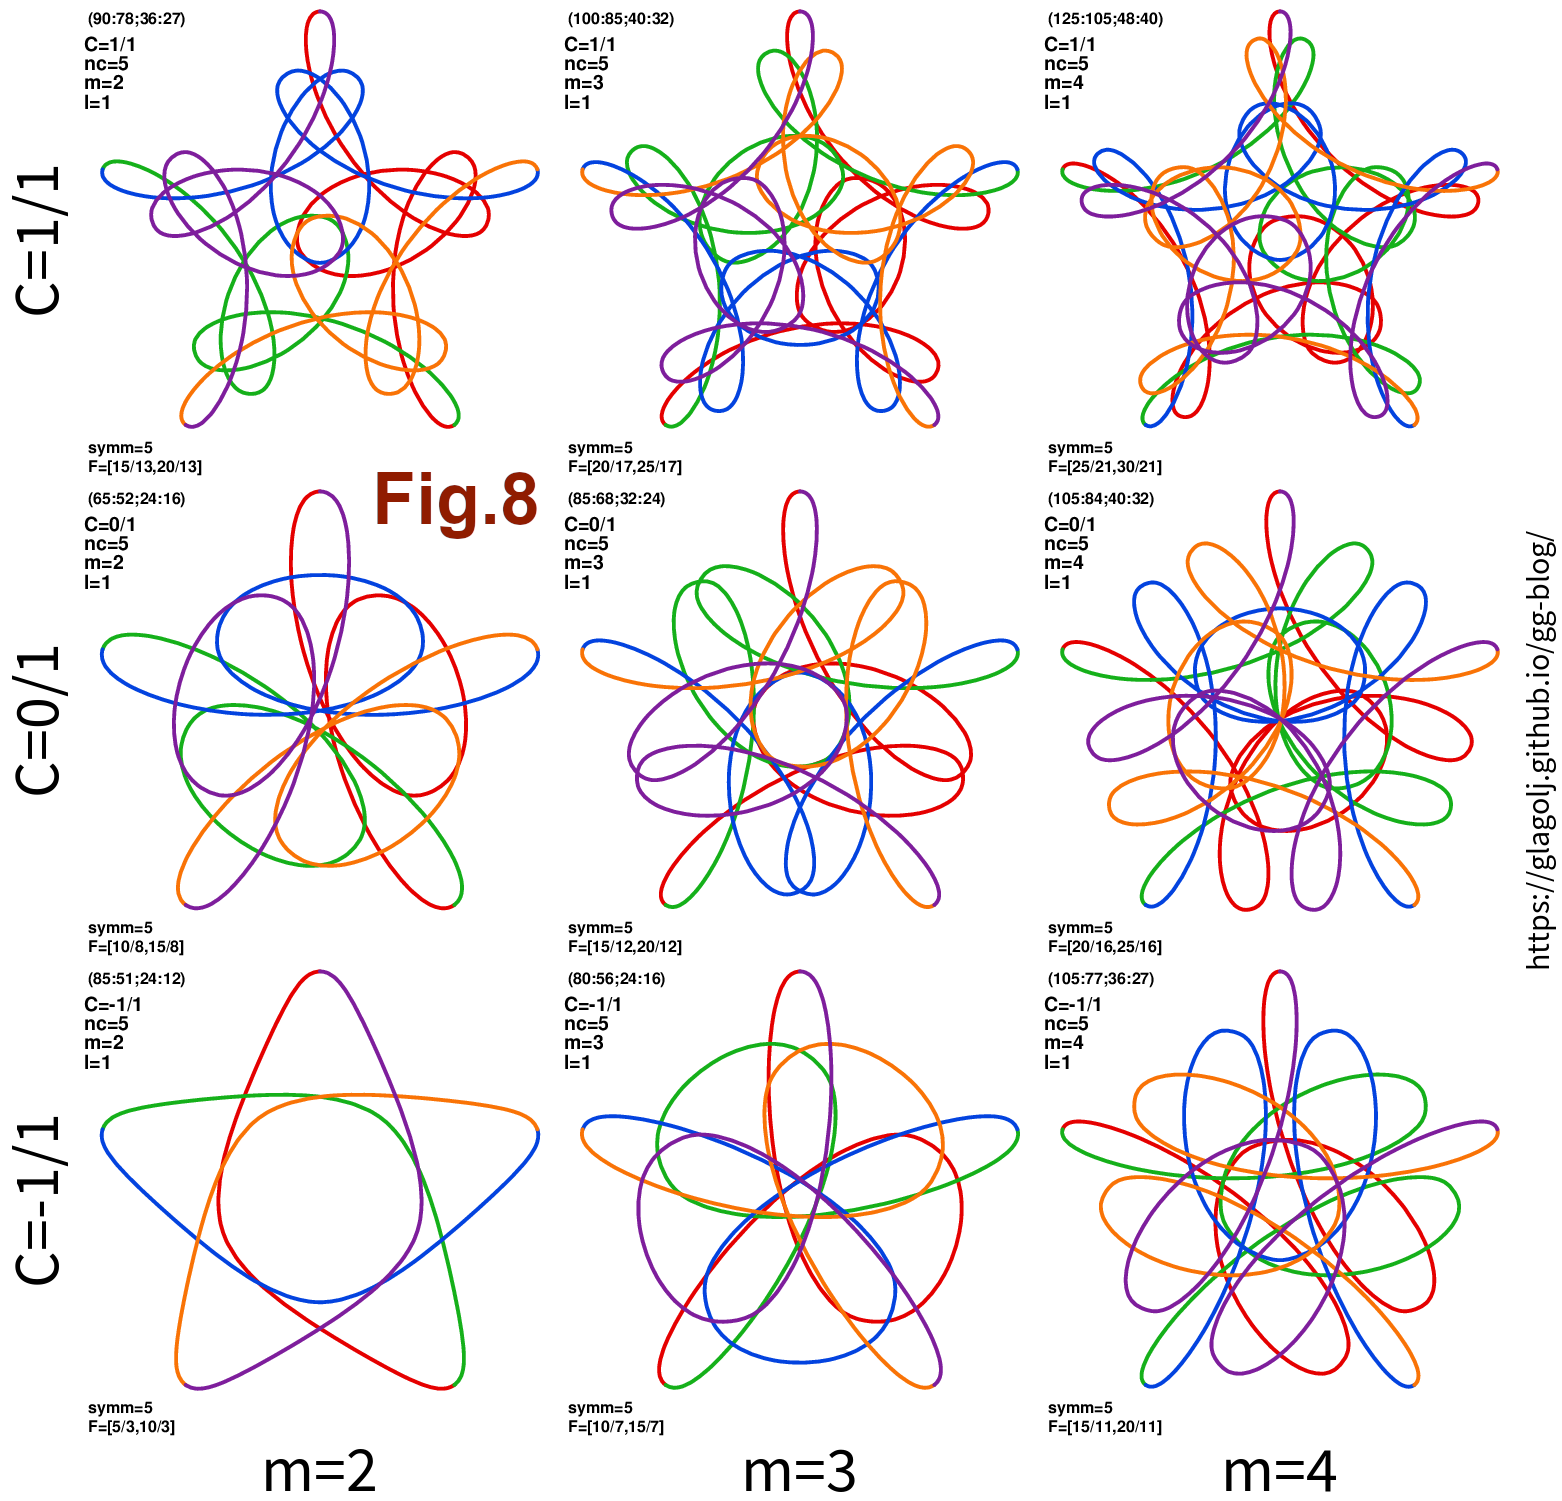 (90:78;36:27)
C=1/1
nc=5
m=2
l=1
symm=5
F=[15/13,20/13]
(100:85;40:32)
C=1/1
nc=5
m=3
l=1
symm=5
F=[20/17,25/17]
(125:105;48:40)
C=1/1
nc=5
m=4
l=1
symm=5
F=[25/21,30/21]
C=1/1
Fig.8
(65:52;24:16)
C=0/1
nc=5
m=2
l=1
symm=5
F=[10/8,15/8]
(85:68;32:24)
C=0/1
nc=5
m=3
l=1
symm=5
F=[15/12,20/12]
(105:84;40:32)
C=0/1
nc=5
m=4
l=1
symm=5
F=[20/16,25/16]
C=0/1
https://glagolj.github.io/gg-blog/
(85:51;24:12)
C=-1/1
nc=5
m=2
l=1
symm=5
F=[5/3,10/3]
(80:56;24:16)
C=-1/1
nc=5
m=3
l=1
symm=5
F=[10/7,15/7]
(105:77;36:27)
C=-1/1
nc=5
m=4
l=1
symm=5
F=[15/11,20/11]
C=-1/1
m=2
m=3
m=4